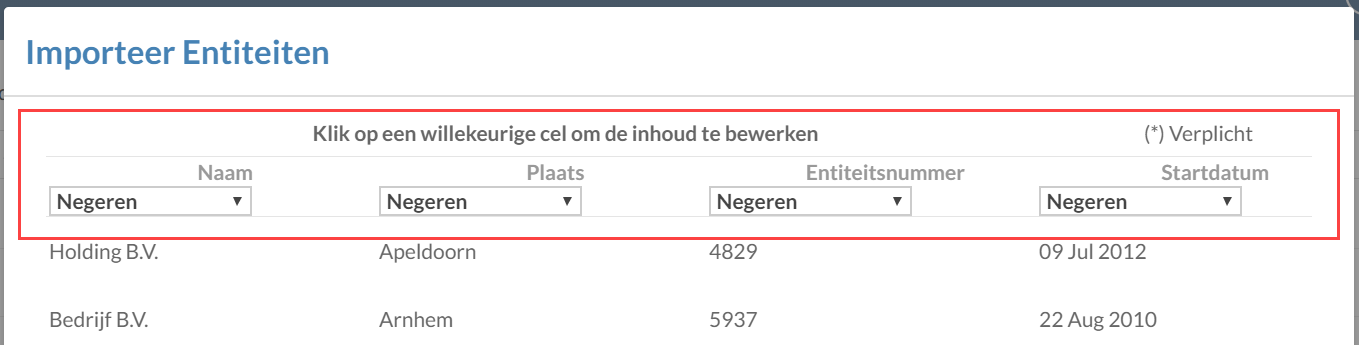 Importeer Entiteiten
Klik op een willekeurige cel om de inhoud te bewerken (*) Verplicht
Naam Plaats Entiteitsnummer Startdatum
Negeren Negeren Negeren Negeren
Holding B.V. Apeldoorn 4829 09 Jul 2012
Bedrijf B.V. Arnhem 5937 22 Aug 2010